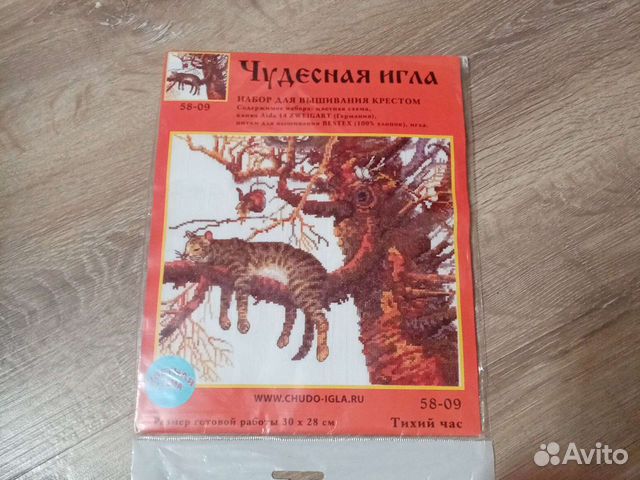 Чудесная игла
58-09
НАБОР ДЛЯ ВЫШИВАНИЯ КРЕСТОМ
Содержимое набора: цветная схема,
канва Aida 14 ZWEIGART (Германия),
нитки для вышивания BESTEX (100% хлопок), игла.
WWW.CHUDO-IGLA.RU
58-09
Размер готовой работы 30 x 28 см
Тихий час
Avito